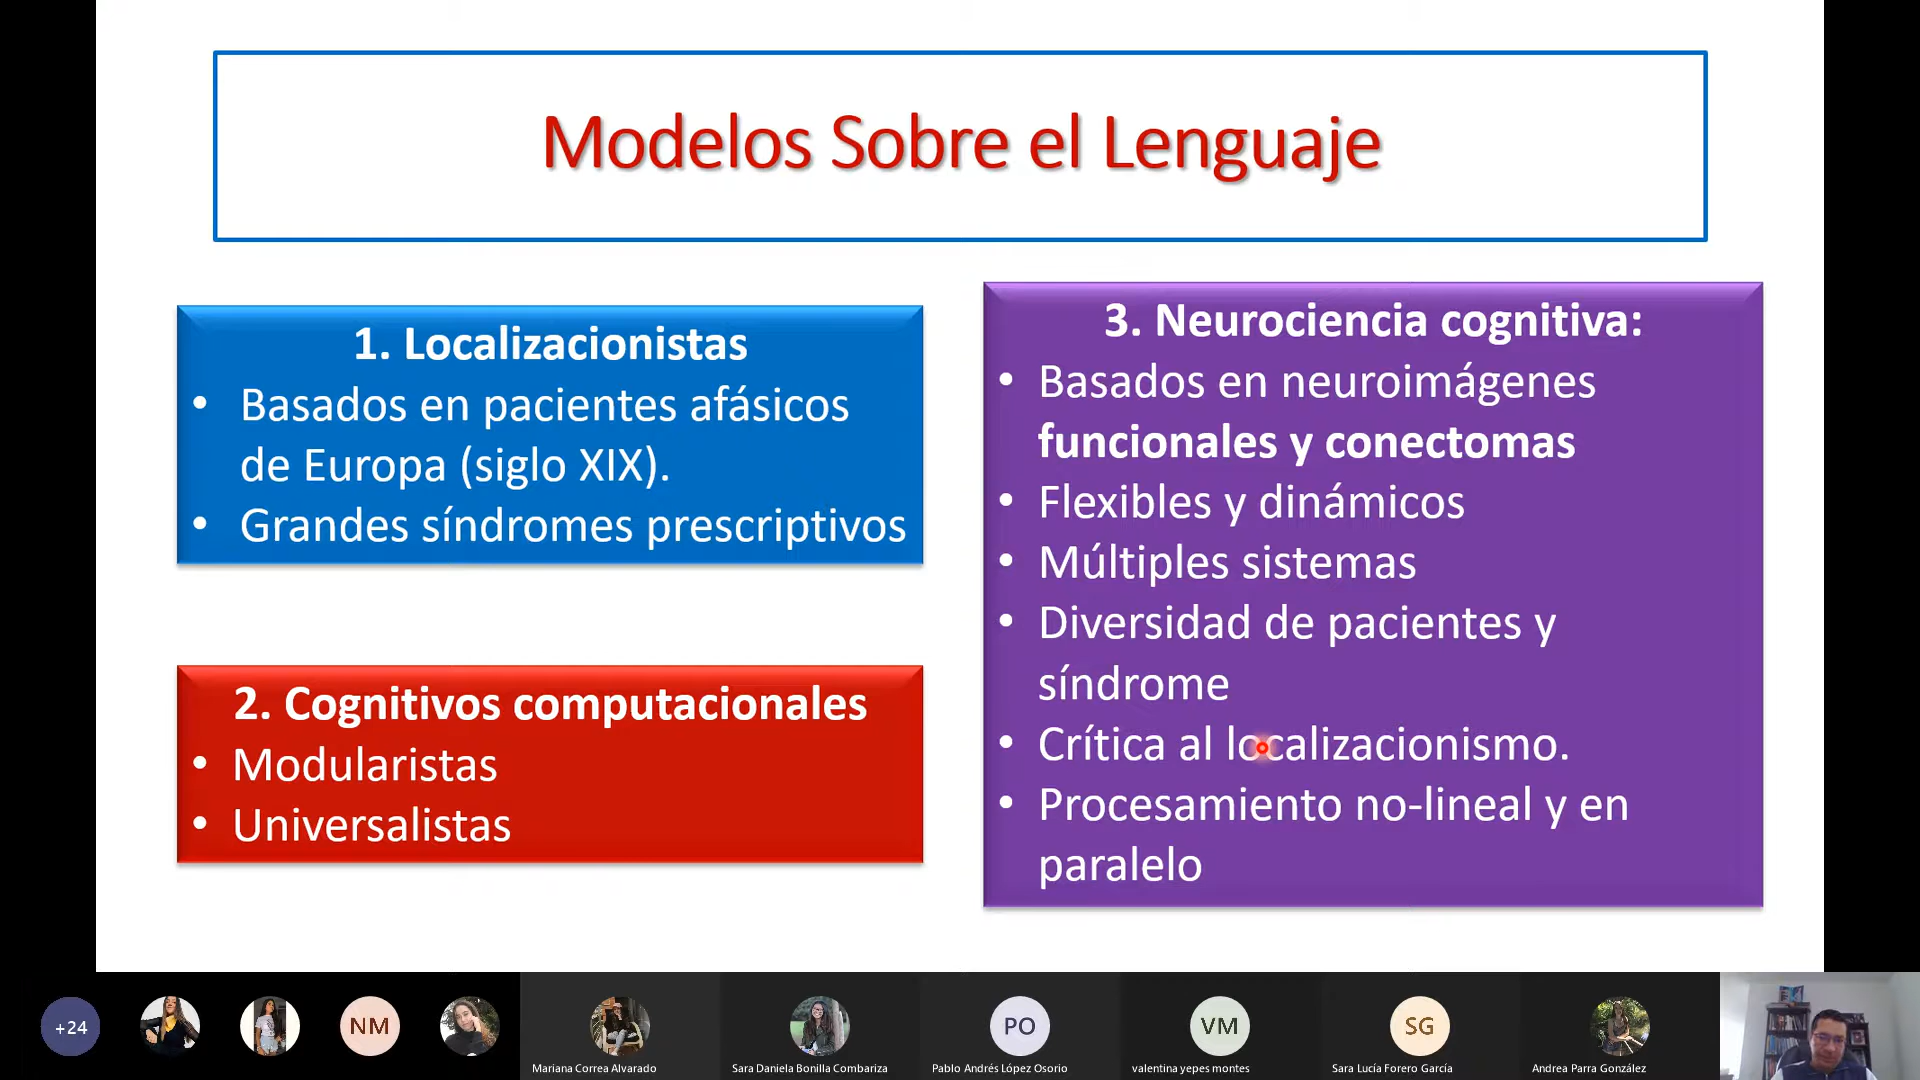 Modelos Sobre el Lenguaje
1. Localizacionistas
• Basados en pacientes afásicos
de Europa (siglo XIX).
• Grandes síndromes prescriptivos
2. Cognitivos computacionales
• Modularistas
• Universalistas
3. Neurociencia cognitiva:
• Basados en neuroimágenes
funcionales y conectomas
• Flexibles y dinámicos
• Múltiples sistemas
• Diversidad de pacientes y
síndrome
• Crítica al localizacionismo.
• Procesamiento no-lineal y en
paralelo
+24
NM
PO
VM
SG
Mariana Correa Alvarado
Sara Daniela Bonilla Combariza
Pablo Andrés López Osorio
valentina yepes montes
Sara Lucía Forero García
Andrea Parra González